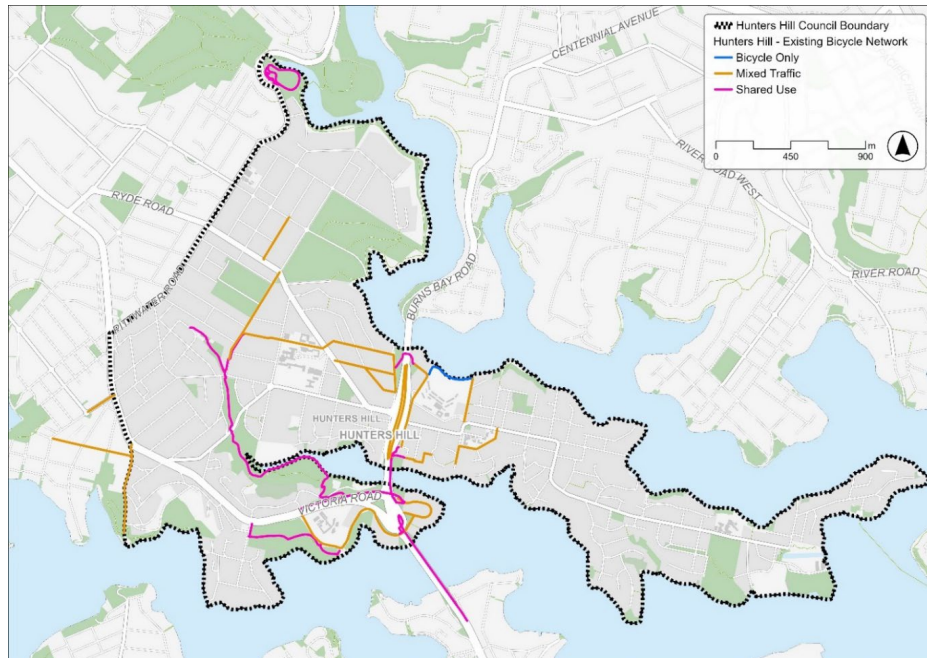 Hunters Hill Council Boundary
Hunters Hill - Existing Bicycle Network
Bicycle Only
Mixed Traffic
Shared Use
0 450 900 m
CENTENNIAL AVENUE
RIVER ROAD WEST
RYDE ROAD
RIVER ROAD
BURNS BAY ROAD
PITTWATER ROAD
HUNTERS HILL
HUNTERS HILL
VICTORIA ROAD